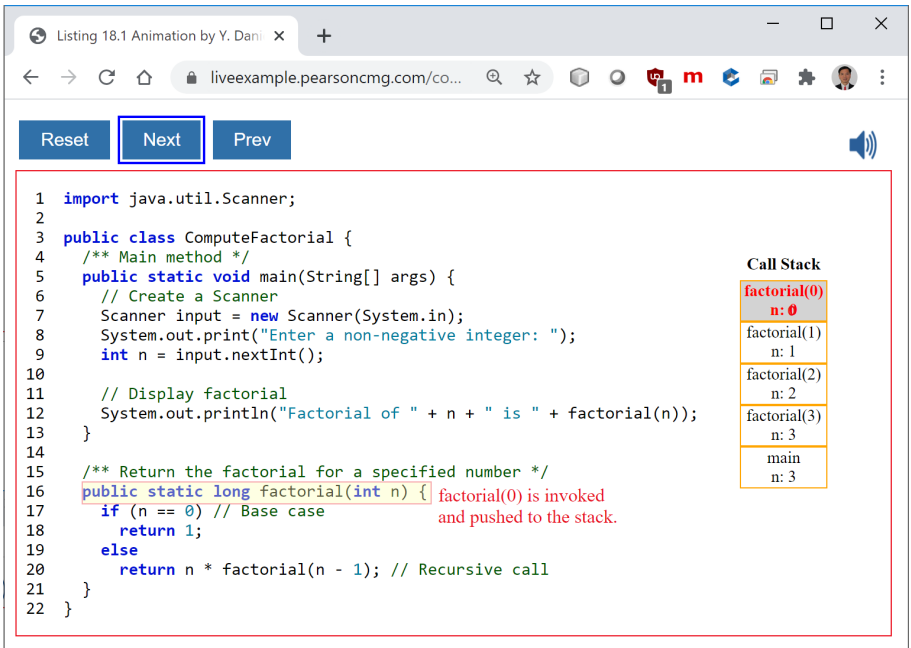 Listing 18.1 Animation by Y. Dani
liveexample.pearsoncmg.com/co...
1
m
Reset
Next
Prev
1 import java.util.Scanner;
2
3 public class ComputeFactorial {
4 /** Main method */
5 public static void main(String[] args) {
6 // Create a Scanner
7 Scanner input = new Scanner(System.in);
8 System.out.print("Enter a non-negative integer: ");
9 int n = input.nextInt();
10
11 // Display factorial
12 System.out.println("Factorial of " + n + " is " + factorial(n));
13 }
14
15 /** Return the factorial for a specified number */
16 public static long factorial(int n) {
17 if (n == 0) // Base case
18 return 1;
19 else
20 return n * factorial(n - 1); // Recursive call
21 }
22 }
factorial(0) is invoked
and pushed to the stack.
Call Stack
factorial(0)
n: 0
factorial(1)
n: 1
factorial(2)
n: 2
factorial(3)
n: 3
main
n: 3